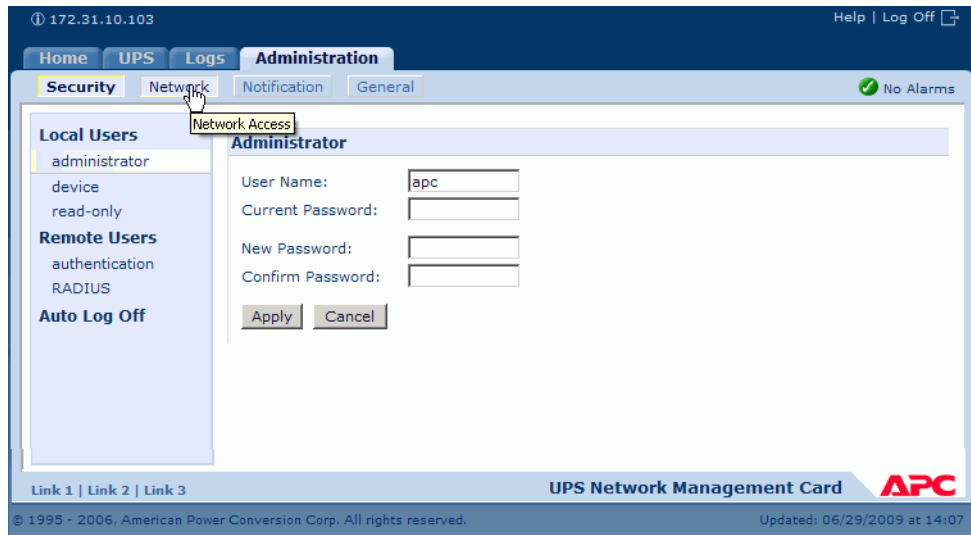 172.31.10.103
Help | Log Off
Home UPS Logs Administration
Security Network Notification General
No Alarms
Network Access
Local Users
administrator
device
read-only
Remote Users
authentication
RADIUS
Auto Log Off
Administrator
User Name: apc
Current Password:
New Password:
Confirm Password:
Apply Cancel
Link 1 | Link 2 | Link 3
UPS Network Management Card
APC
© 1995 - 2006, American Power Conversion Corp. All rights reserved.
Updated: 06/29/2009 at 14:07